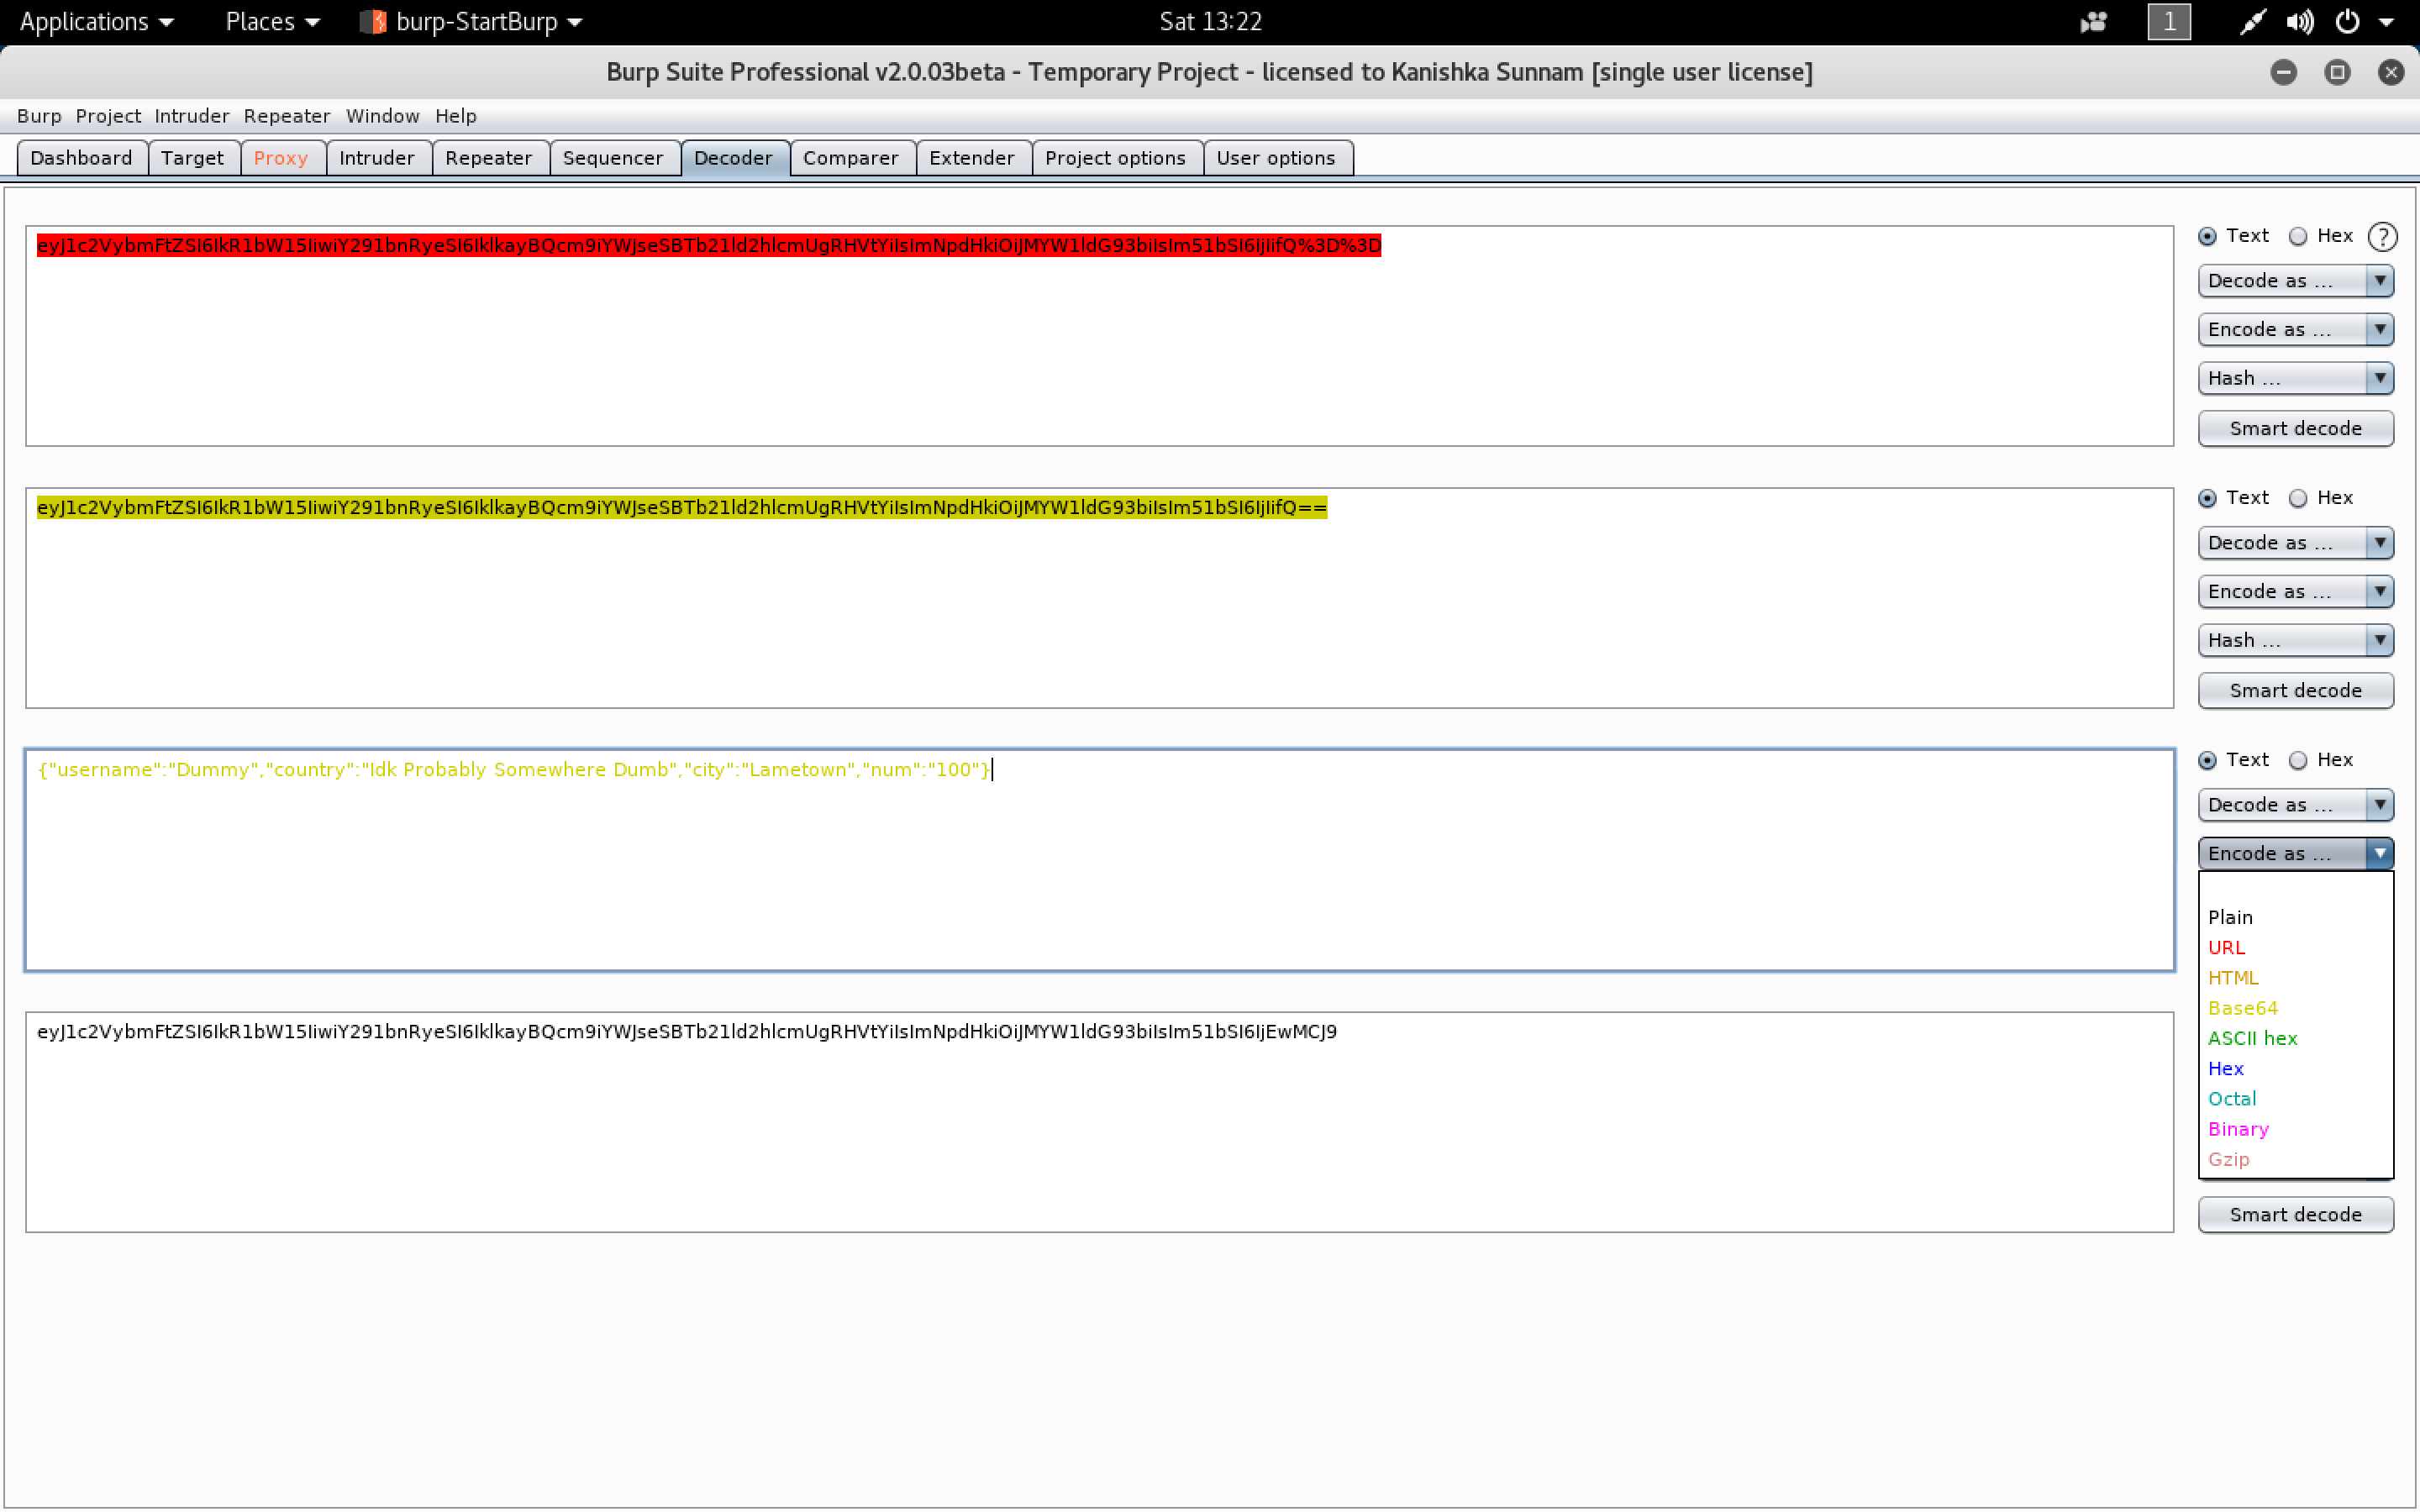 Applications Places burp-StartBurp Sat 13:22 1
Burp Suite Professional v2.0.03beta - Temporary Project - licensed to Kanishka Sunnam [single user license]
Burp Project Intruder Repeater Window Help
Dashboard Target Proxy Intruder Repeater Sequencer Decoder Comparer Extender Project options User options
eyJ1c2VybmFtZSI6IkR1bW15IiwiY291bnRyeSI6IklkayBQcm9iYWJseSBTb21ld2hlcmUgRHVtYiIsImNpdHkiOiJMYW1ldG93biIsIm51bSI6IjIifQ%3D%3D
Text Hex ?
Decode as ...
Encode as ...
Hash ...
Smart decode
eyJ1c2VybmFtZSI6IkR1bW15IiwiY291bnRyeSI6IklkayBQcm9iYWJseSBTb21ld2hlcmUgRHVtYiIsImNpdHkiOiJMYW1ldG93biIsIm51bSI6IjIifQ==
Text Hex
Decode as ...
Encode as ...
Hash ...
Smart decode
{"username":"Dummy","country":"Idk Probably Somewhere Dumb","city":"Lametown","num":"100"}
Text Hex
Decode as ...
Encode as ...
Plain
URL
HTML
Base64
ASCII hex
Hex
Octal
Binary
Gzip
eyJ1c2VybmFtZSI6IkR1bW15IiwiY291bnRyeSI6IklkayBQcm9iYWJseSBTb21ld2hlcmUgRHVtYiIsImNpdHkiOiJMYW1ldG93biIsIm51bSI6IjEwMCJ9
Smart decode